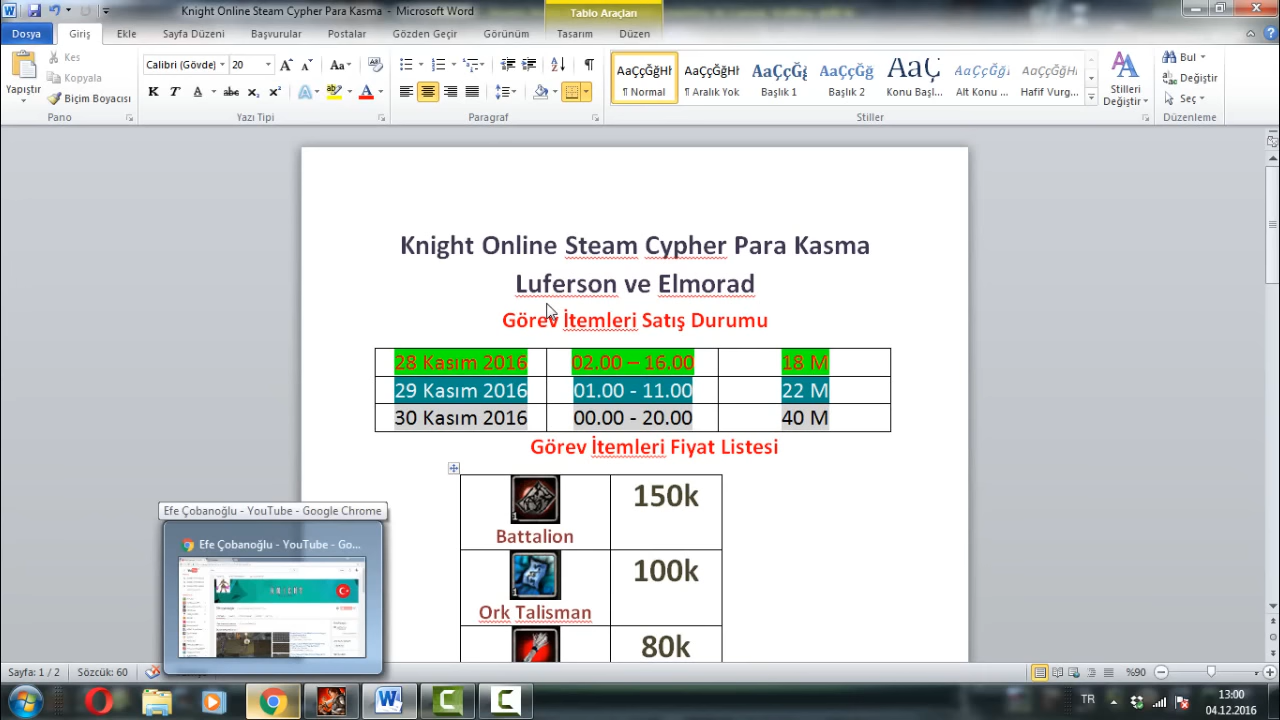 Knight Online Steam Cypher Para Kasma - Microsoft Word
Tablo Araçları
Dosya Giriş Ekle Sayfa Düzeni Başvurular Postalar Gözden Geçir Görünüm Tasarım Düzen
Yapıştır
Kes
Kopyala
Biçim Boyacısı
Pano
Calibri (Gövde) 20
Yazı Tipi
Paragraf
AaÇçĞğHł AaÇçĞğHł AaÇçĞğ AaÇçĞğ AaÇ AaÇçĞğ AaÇçĞğHı
¶ Normal ¶ Aralık Yok Başlık 1 Başlık 2 Konu Başl... Alt Konu ... Hafif Vurg...
Stilleri
Değiştir
Stiller
Bul
Değiştir
Seç
Düzenleme
Knight Online Steam Cypher Para Kasma
Luferson ve Elmorad
Görev İtemleri Satış Durumu
28 Kasım 2016 02.00 – 16.00 18 M
29 Kasım 2016 01.00 - 11.00 22 M
30 Kasım 2016 00.00 - 20.00 40 M
Görev İtemleri Fiyat Listesi
150k
Battalion
100k
Ork Talisman
80k
Efe Çobanoğlu - YouTube - Google Chrome
Efe Çobanoğlu - YouTube - Go...
Sayfa: 1 / 2 Sözcük: 60
%90
TR
13:00
04.12.2016